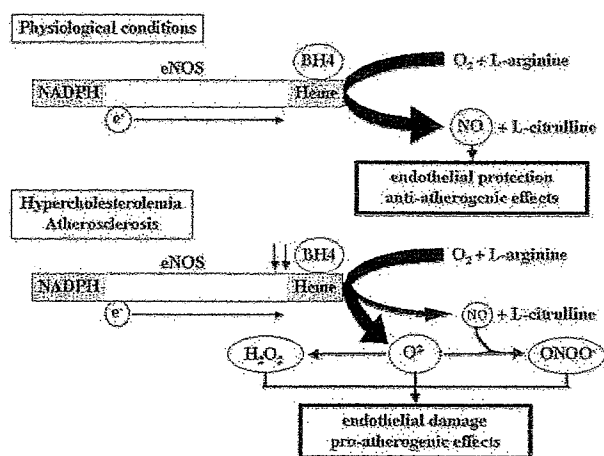 Physiological conditions
eNOS
BH4
O₂ + L-arginine
NADPH
Heme
e⁻
NO + L-citrulline
endothelial protection
anti-atherogenic effects
Hypercholesterolemia
Atherosclerosis
eNOS
BH4
O₂ + L-arginine
NADPH
Heme
e⁻
NO + L-citrulline
H₂O₂
O²⁻
ONOO⁻
endothelial damage
pro-atherogenic effects